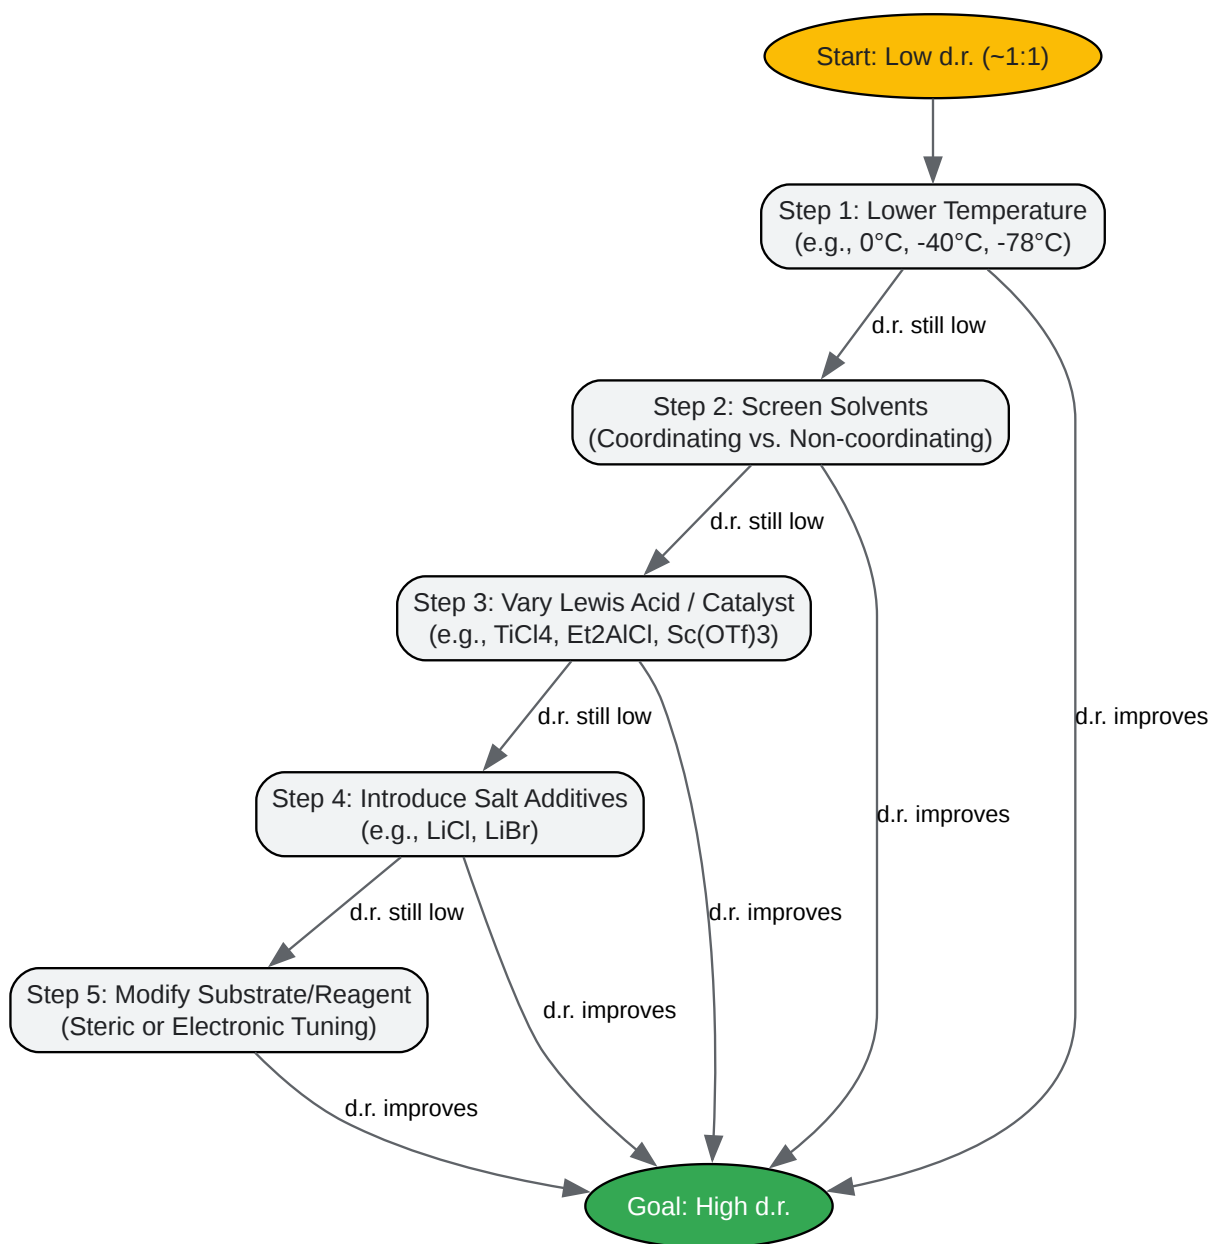 Start: Low d.r. (~1:1)
Step 1: Lower Temperature
(e.g., 0°C, -40°C, -78°C)
d.r. still low
Step 2: Screen Solvents
(Coordinating vs. Non-coordinating)
d.r. still low
Step 3: Vary Lewis Acid / Catalyst
(e.g., TiCl4, Et2AlCl, Sc(OTf)3)
d.r. still low
d.r. improves
Step 4: Introduce Salt Additives
(e.g., LiCl, LiBr)
d.r. improves
d.r. still low
d.r. improves
Step 5: Modify Substrate/Reagent
(Steric or Electronic Tuning)
d.r. improves
d.r. improves
Goal: High d.r.